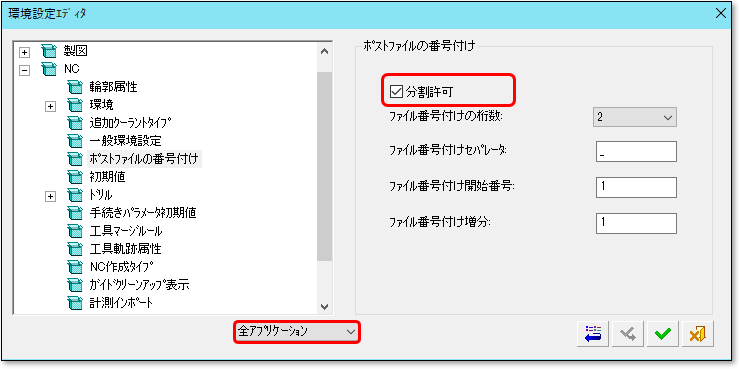 環境設定ｴﾃﾞｨﾀ
製図
NC
輪郭属性
環境
追加ｸｰﾗﾝﾄﾀｲﾌﾟ
一般環境設定
ﾎﾟｽﾄﾌｧｲﾙの番号付け
初期値
ﾄﾞﾘﾙ
手続きﾊﾟﾗﾒｰﾀ初期値
工具ﾏｰｼﾞﾙｰﾙ
工具軌跡属性
NC作成ﾀｲﾌﾟ
ｶﾞｲﾄﾞｸﾘｰﾝｱｯﾌﾟ表示
計測ｲﾝﾎﾟｰﾄ
全ｱﾌﾟﾘｹｰｼｮﾝ
ﾎﾟｽﾄﾌｧｲﾙの番号付け
分割許可
ﾌｧｲﾙ番号付けの桁数: 2
ﾌｧｲﾙ番号付けｾﾊﾟﾚｰﾀ: _
ﾌｧｲﾙ番号付け開始番号: 1
ﾌｧｲﾙ番号付け増分: 1